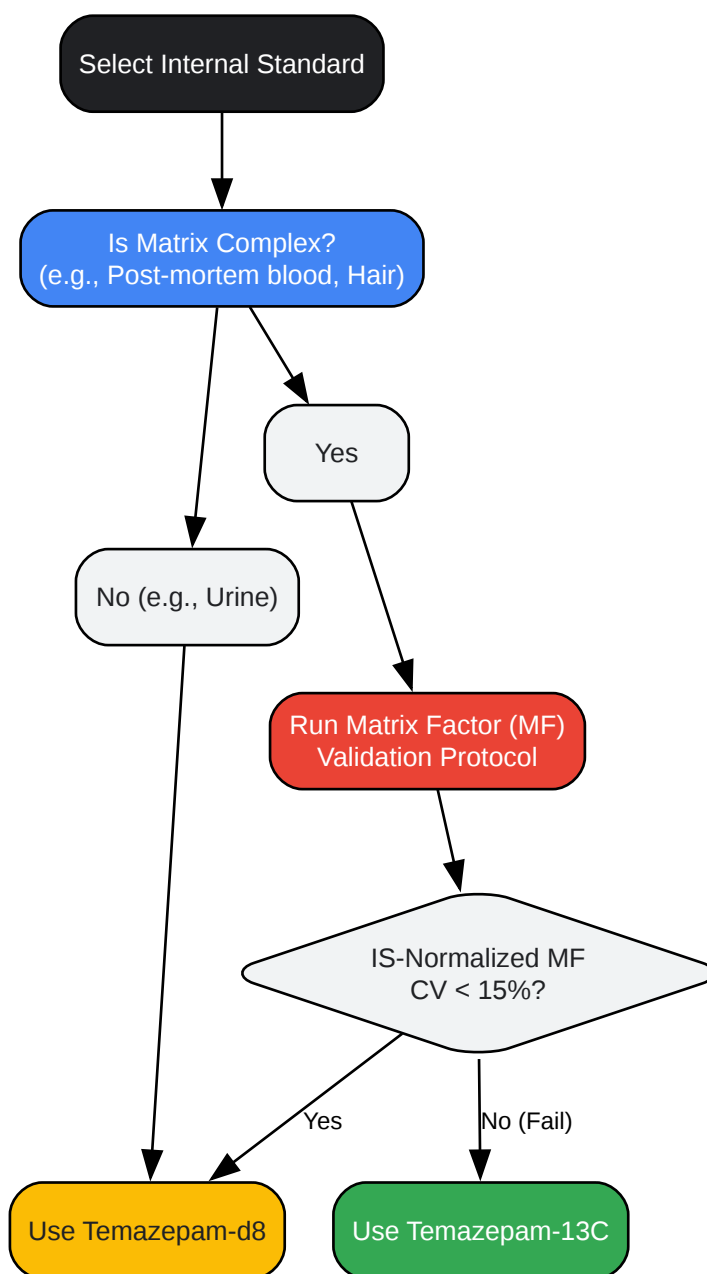 Select Internal Standard
Is Matrix Complex?
(e.g., Post-mortem blood, Hair)
Yes
No (e.g., Urine)
Run Matrix Factor (MF)
Validation Protocol
IS-Normalized MF
CV < 15%?
Yes
No (Fail)
Use Temazepam-d8
Use Temazepam-13C